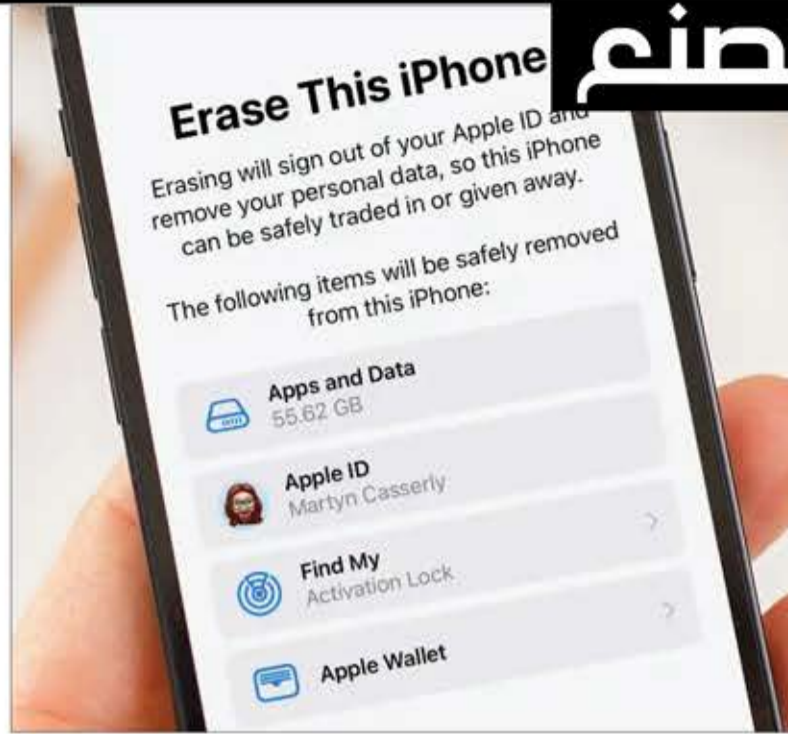 صنع
Erase This iPhone
Erasing will sign out of your Apple ID and
remove your personal data, so this iPhone
can be safely traded in or given away.
The following items will be safely removed
from this iPhone:
Apps and Data
55.62 GB
Apple ID
Martyn Casserly
Find My
Activation Lock
Apple Wallet